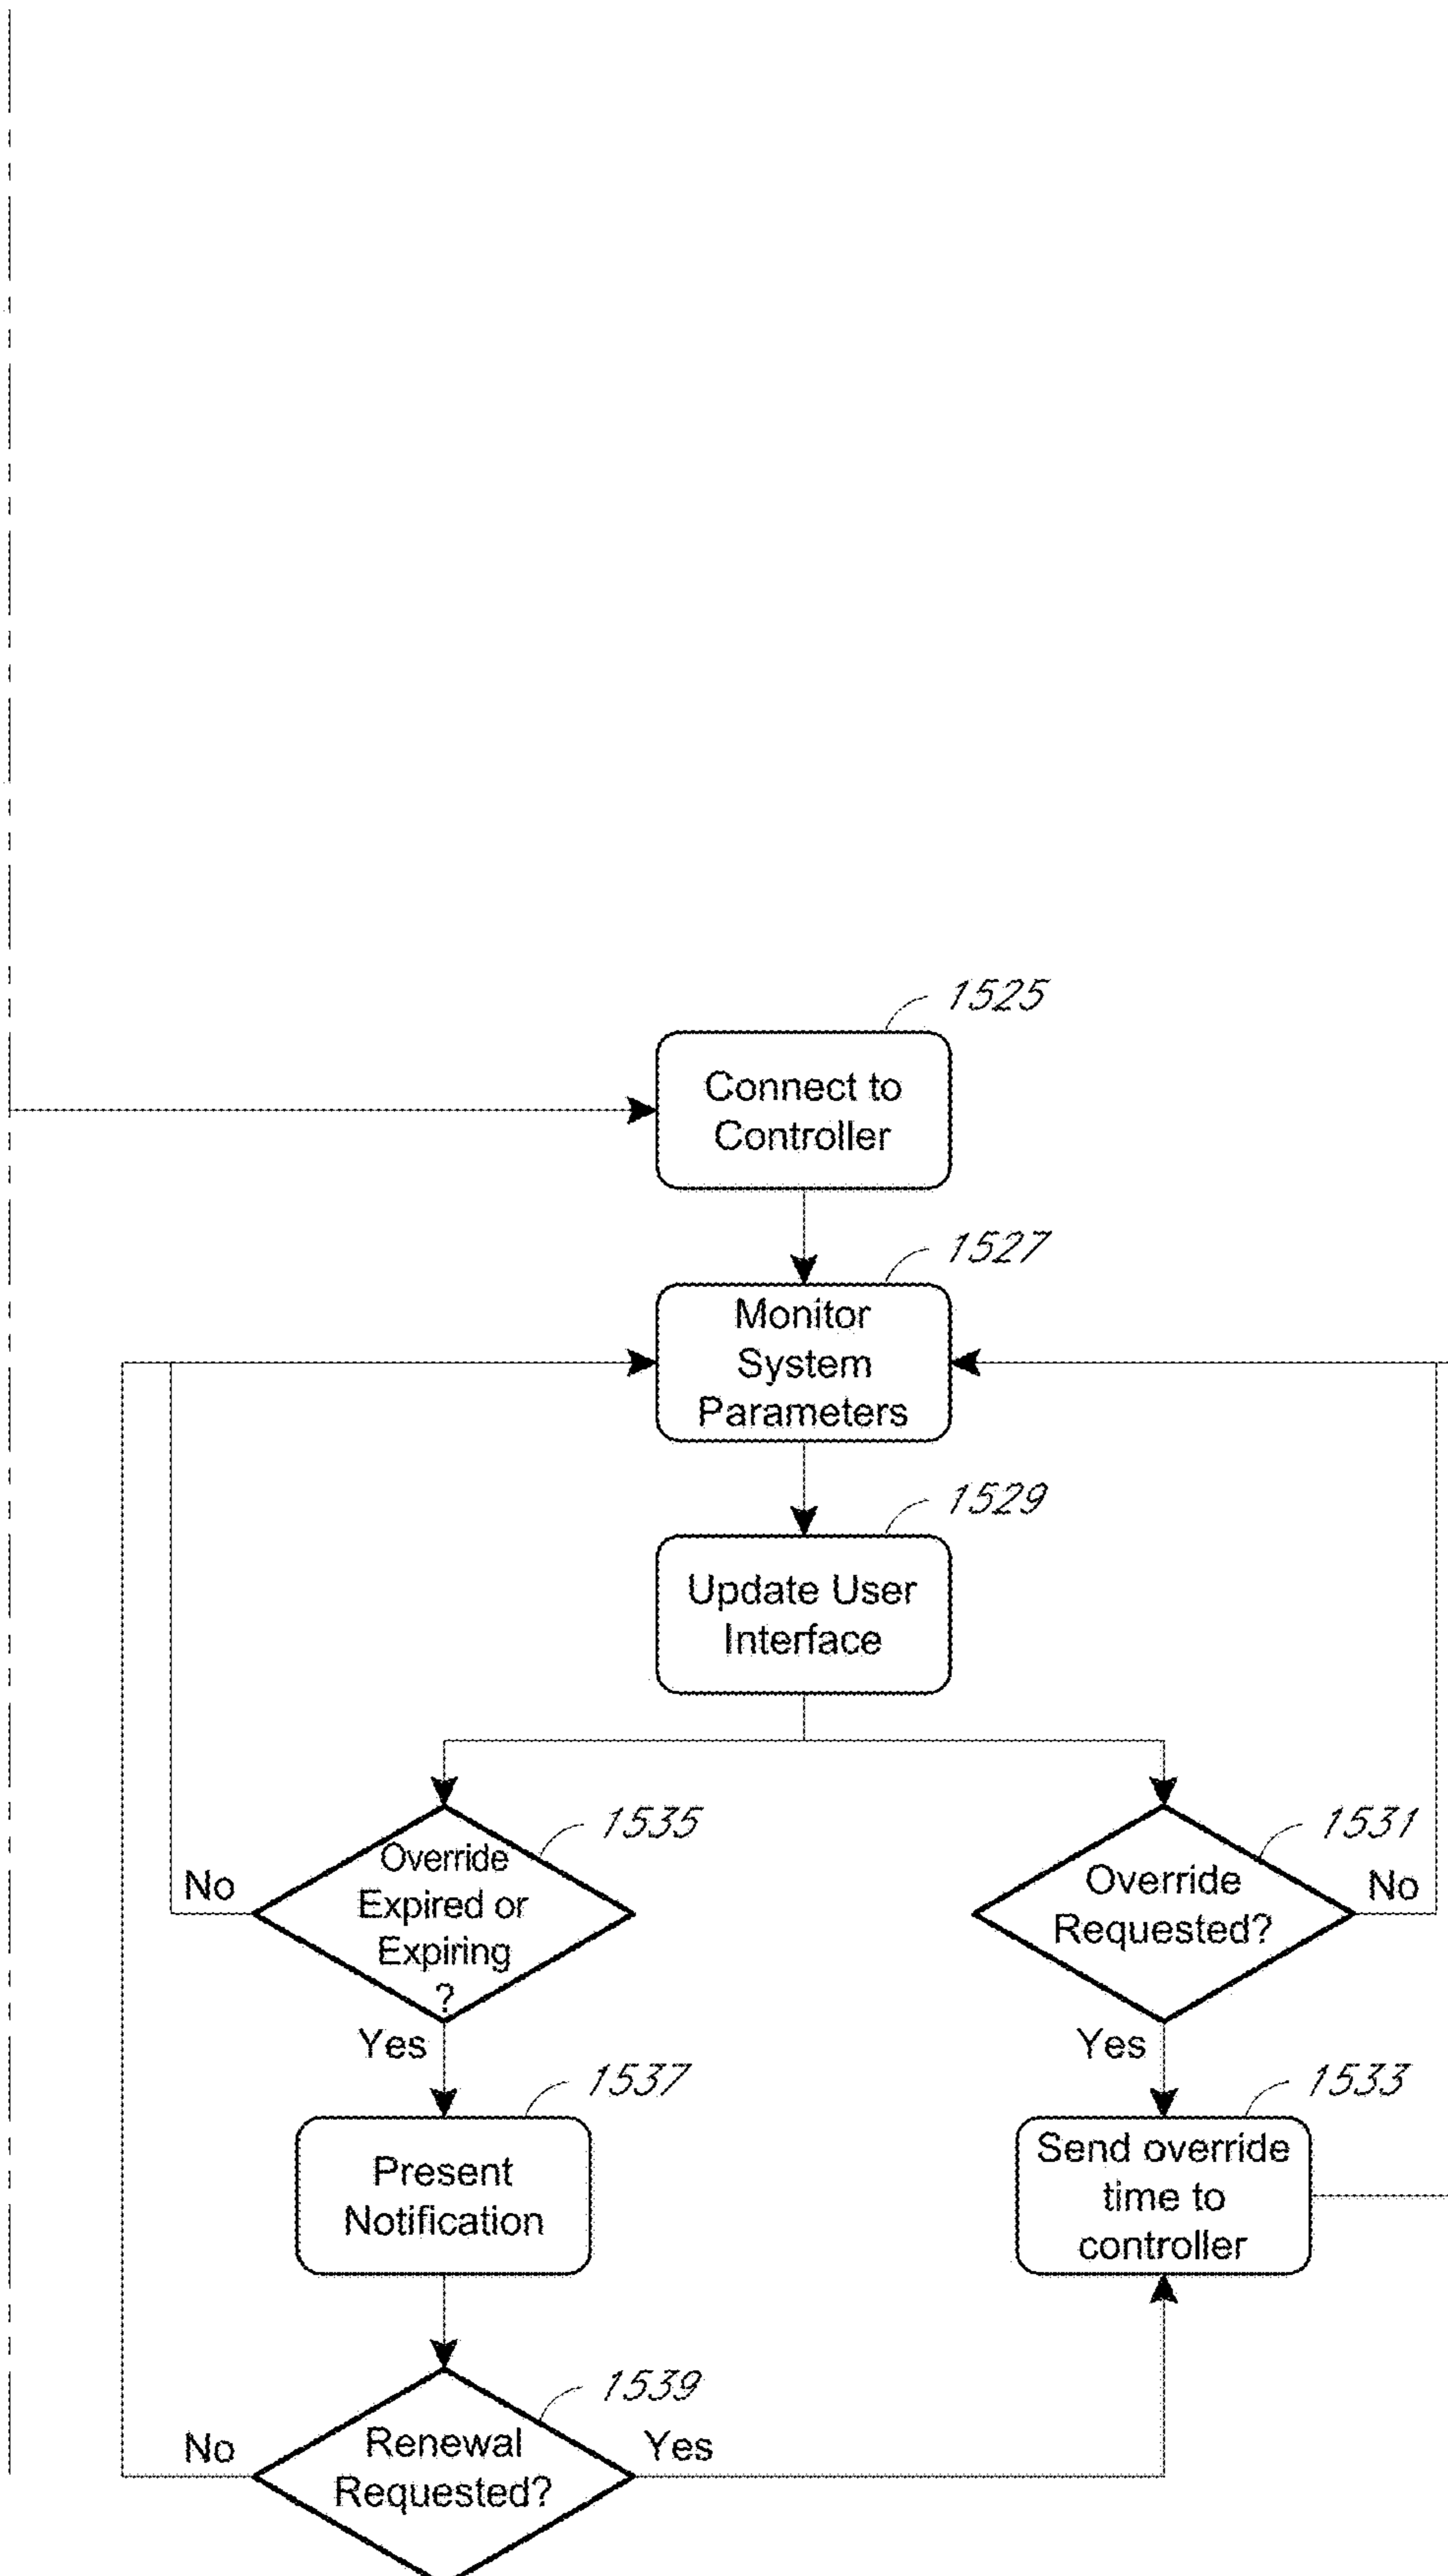 1525
Connect to
Controller
1527
Monitor
System
Parameters
1529
Update User
Interface
1535
Override
Expired or
Expiring
?
No
Yes
1531
Override
Requested?
No
Yes
1537
Present
Notification
1533
Send override
time to
controller
1539
Renewal
Requested?
No
Yes